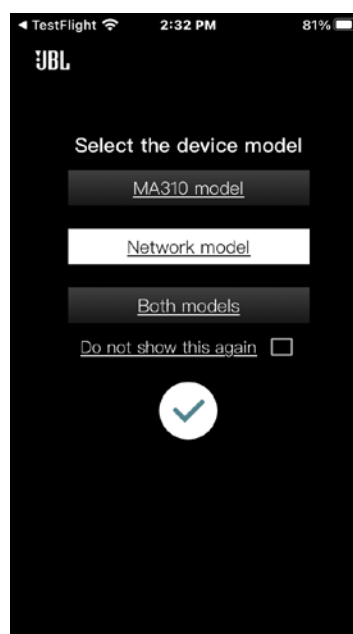 ◀ TestFlight 2:32 PM 81%
JBL
Select the device model
MA310 model
Network model
Both models
Do not show this again